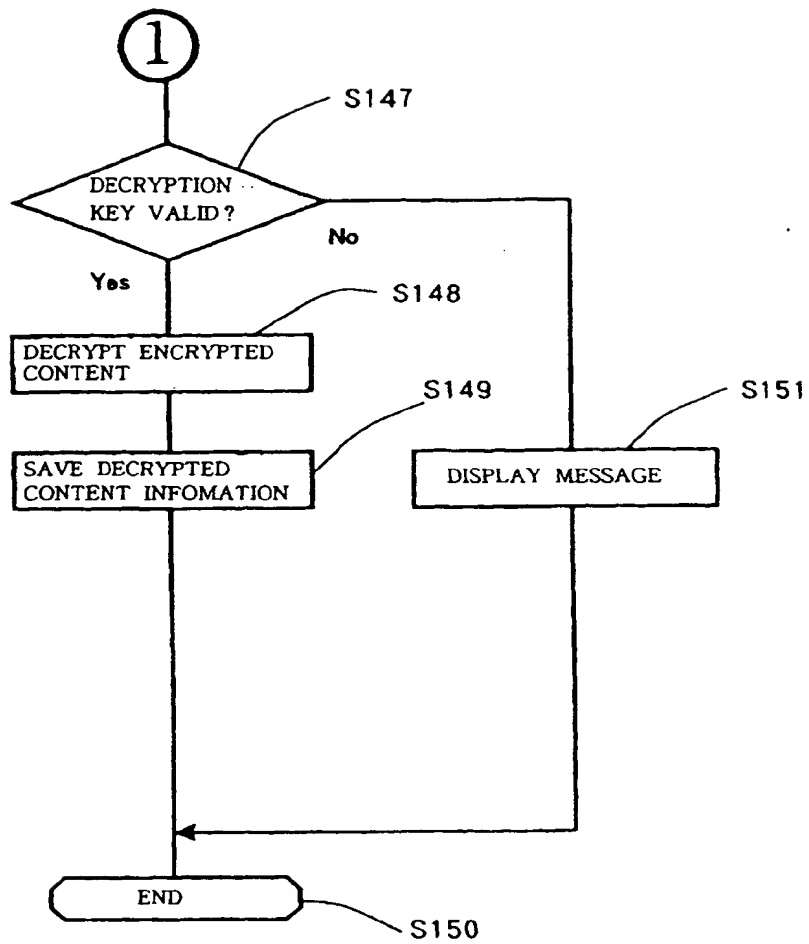 1
S147
DECRYPTION
KEY VALID?
No
Yes
S148
DECRYPT ENCRYPTED
CONTENT
S149
S151
SAVE DECRYPTED
CONTENT INFOMATION
DISPLAY MESSAGE
END
S150